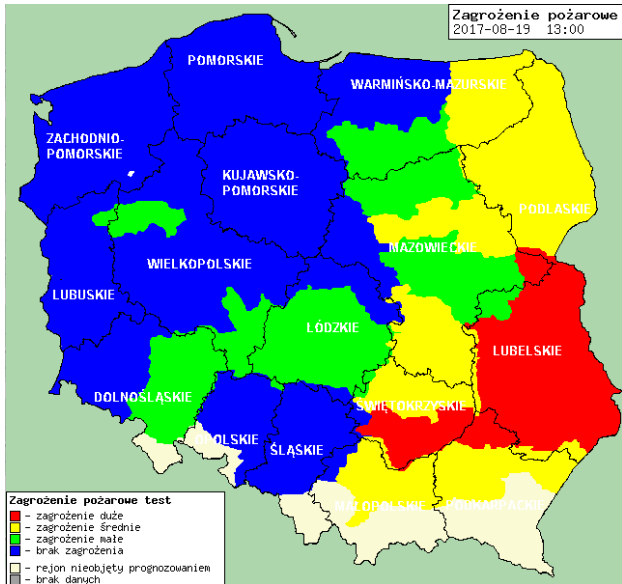 Zagrożenie pożarowe
2017-08-19 13:00
POMORSKIE
WARMIŃSKO-MAZURSKIE
ZACHODNIO-
POMORSKIE
KUJAWSKO-
POMORSKIE
PODLASKIE
MAZOWIECKIE
WIELKOPOLSKIE
LUBUSKIE
ŁÓDZKIE
LUBELSKIE
DOLNOŚLĄSKIE
ŚWIĘTOKRZYSKIE
OPOLSKIE
ŚLĄSKIE
MAŁOPOLSKIE
PODKARPACKIE
Zagrożenie pożarowe test
– zagrożenie duże
– zagrożenie średnie
– zagrożenie małe
– brak zagrożenia
– rejon nieobjęty prognozowaniem
– brak danych